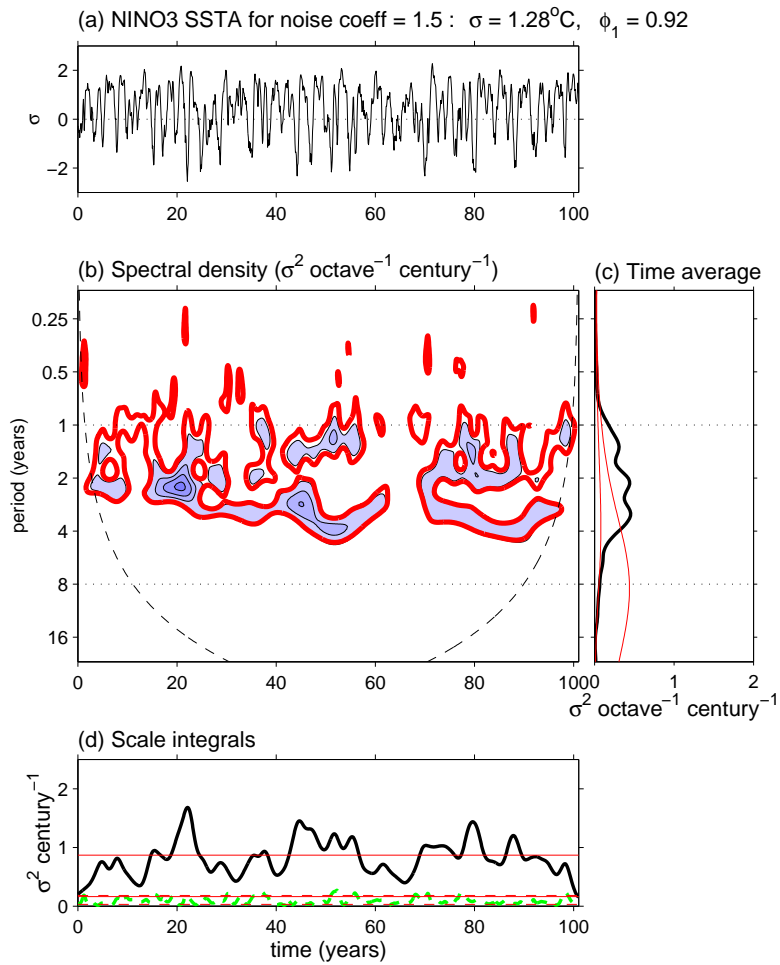 (a) NINO3 SSTA for noise coeff = 1.5 : σ = 1.28°C, ϕ₁ = 0.92
2
0
−2
σ
0 20 40 60 80 100
(b) Spectral density (σ² octave⁻¹ century⁻¹)
(c) Time average
0.25
0.5
1
2
4
8
16
period (years)
0 20 40 60 80 100
0 1 2
σ² octave⁻¹ century⁻¹
(d) Scale integrals
2
1
0
σ² century⁻¹
0 20 40 60 80 100
time (years)